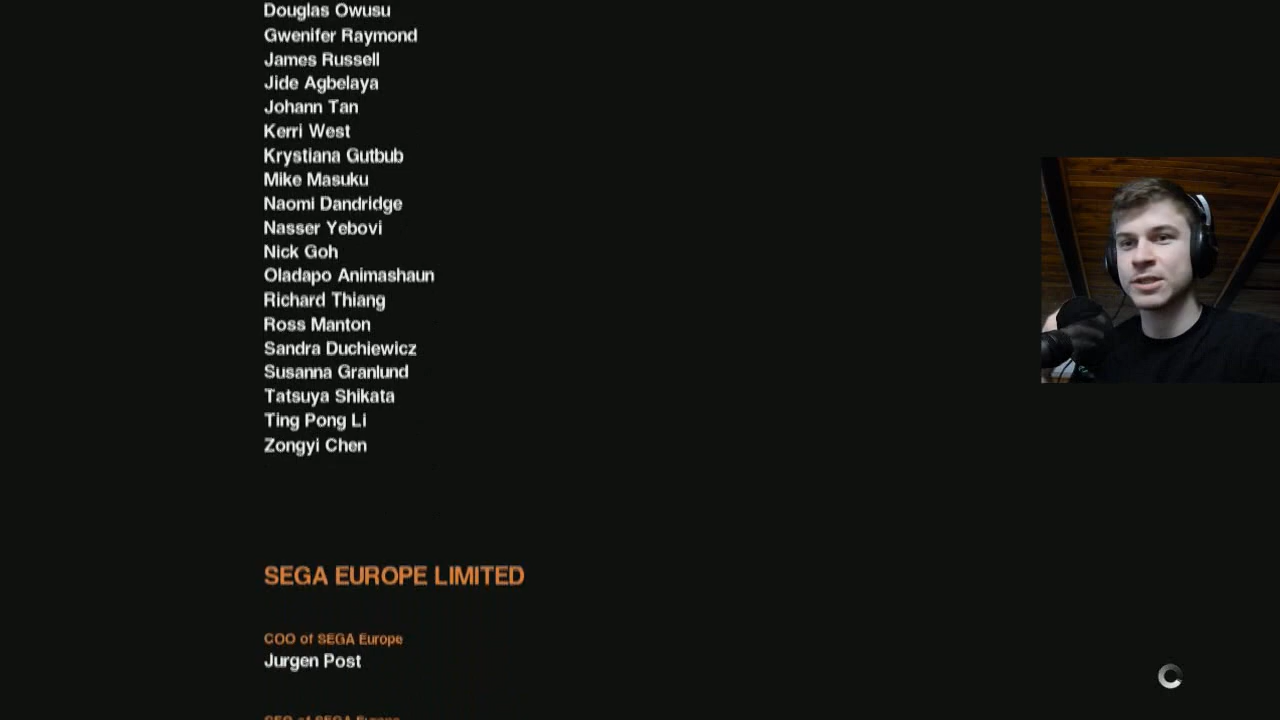 Douglas Owusu
Gwenifer Raymond
James Russell
Jide Agbelaya
Johann Tan
Kerri West
Krystiana Gutbub
Mike Masuku
Naomi Dandridge
Nasser Yebovi
Nick Goh
Oladapo Animashaun
Richard Thiang
Ross Manton
Sandra Duchiewicz
Susanna Granlund
Tatsuya Shikata
Ting Pong Li
Zongyi Chen
SEGA EUROPE LIMITED
COO of SEGA Europe
Jurgen Post